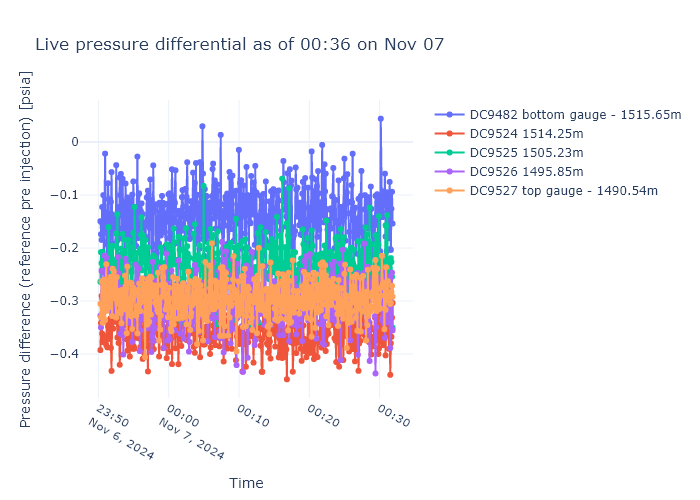 Live pressure differential as of 00:36 on Nov 07
Pressure difference (reference pre injection) [psia]
0
−0.1
−0.2
−0.3
−0.4
23:50
Nov 6, 2024
00:00
Nov 7, 2024
00:10
00:20
00:30
Time
DC9482 bottom gauge - 1515.65m
DC9524 1514.25m
DC9525 1505.23m
DC9526 1495.85m
DC9527 top gauge - 1490.54m